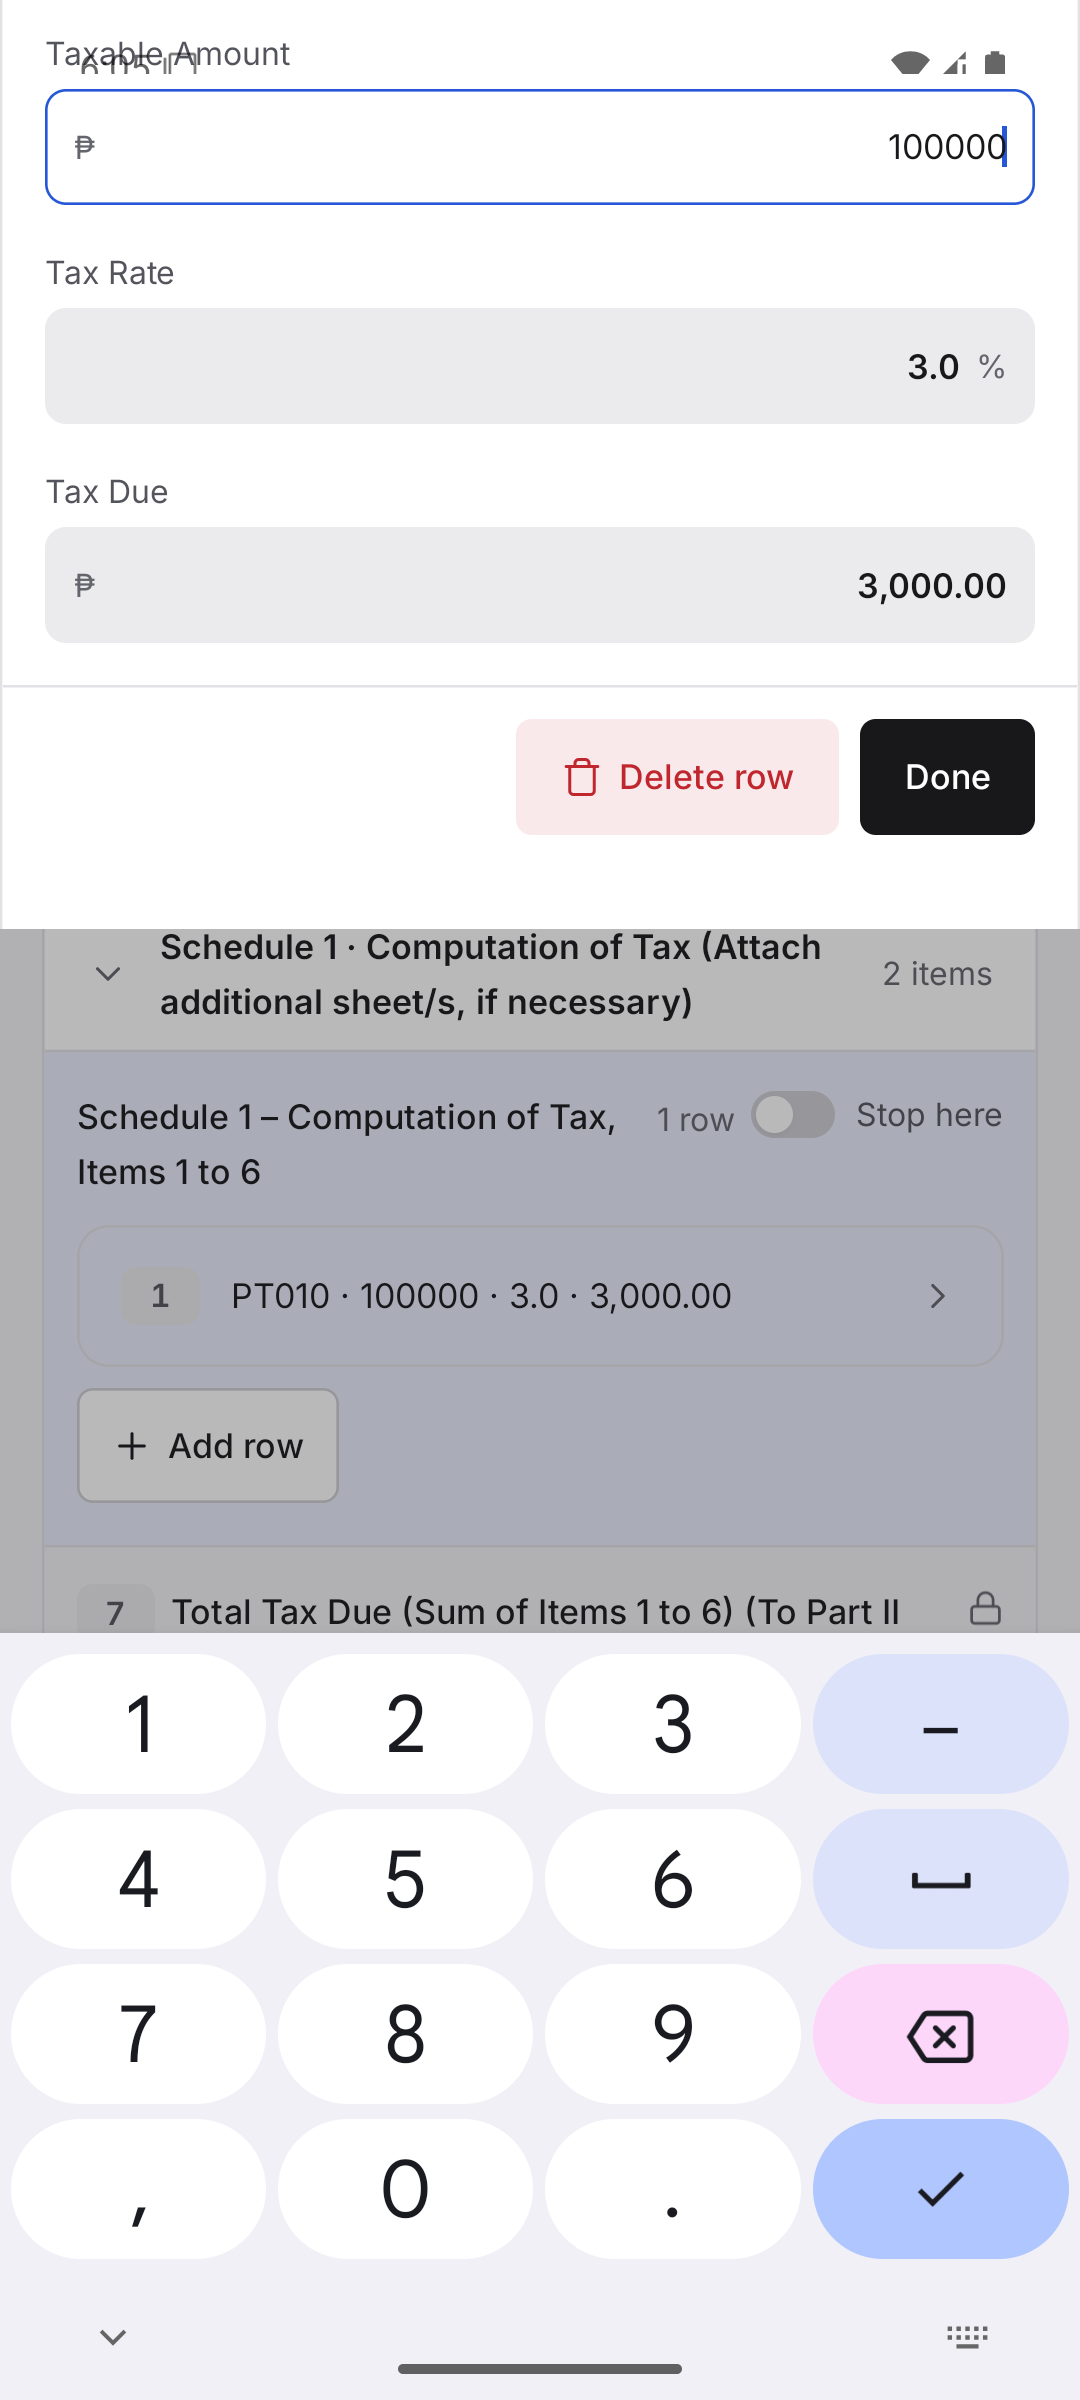 Taxable Amount
6:05
₱ 100000
Tax Rate
3.0 %
Tax Due
₱ 3,000.00
Delete row
Done
Schedule 1 · Computation of Tax (Attach
additional sheet/s, if necessary)
2 items
Schedule 1 – Computation of Tax,
Items 1 to 6
1 row
Stop here
1 PT010 · 100000 · 3.0 · 3,000.00
Add row
7 Total Tax Due (Sum of Items 1 to 6) (To Part II
1 2 3 –
4 5 6
7 8 9
, 0 .